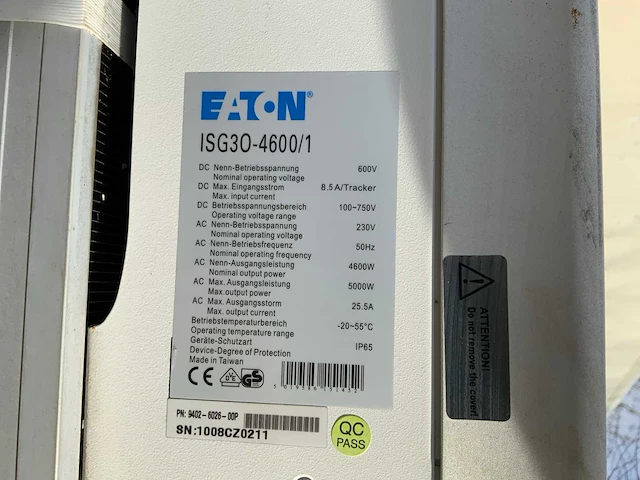 EATON®
ISG3O-4600/1
DC Nenn-Betriebsspannung
Nominal operating voltage 600V
DC Max. Eingangsstrom
Max. input current 8.5A/Tracker
DC Betriebsspannungsbereich
Operating voltage range 100~750V
AC Nenn-Betriebsspannung
Nominal operating voltage 230V
AC Nenn-Betriebsfrequenz
Nominal operating frequency 50Hz
AC Nenn-Ausgangsleistung
Nominal output power 4600W
AC Max. Ausgangsleistung
Max.output power 5000W
AC Max. Ausgangsstorm
Max. output current 25.5A
Betriebstemperaturbereich
Operating temperature range -20~55°C
Geräte-Schutzart
Device-Degree of Protection IP65
Made in Taiwan
CE VDE GS
PN: 9402-6026-00P
SN:1008CZ0211
QC
PASS
ATTENTION!
Do not remove the cover!